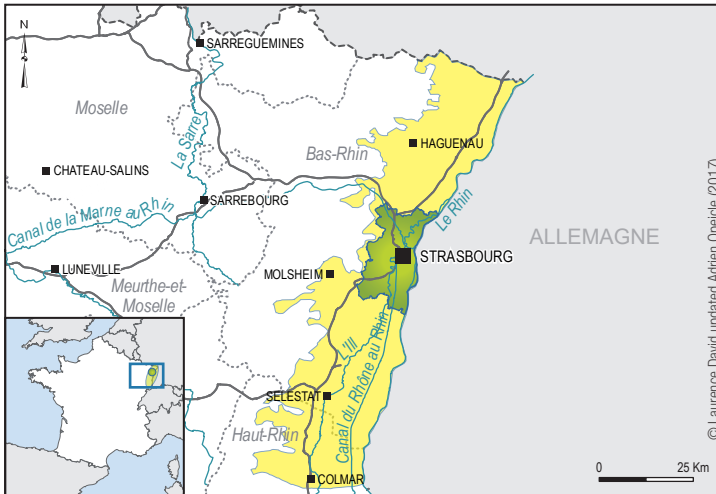 N
SARREGUEMINES
Moselle
La Sarre
Bas-Rhin
HAGUENAU
CHATEAU-SALINS
SARREBOURG
Canal de la Marne au Rhin
Le Rhin
ALLEMAGNE
STRASBOURG
LUNEVILLE
MOLSHEIM
Meurthe-et-
Moselle
L'Ill
Canal du Rhône au Rhin
SELESTAT
Haut-Rhin
COLMAR
0 25 Km
© Laurence David updated Adrien Oneiole (2017)